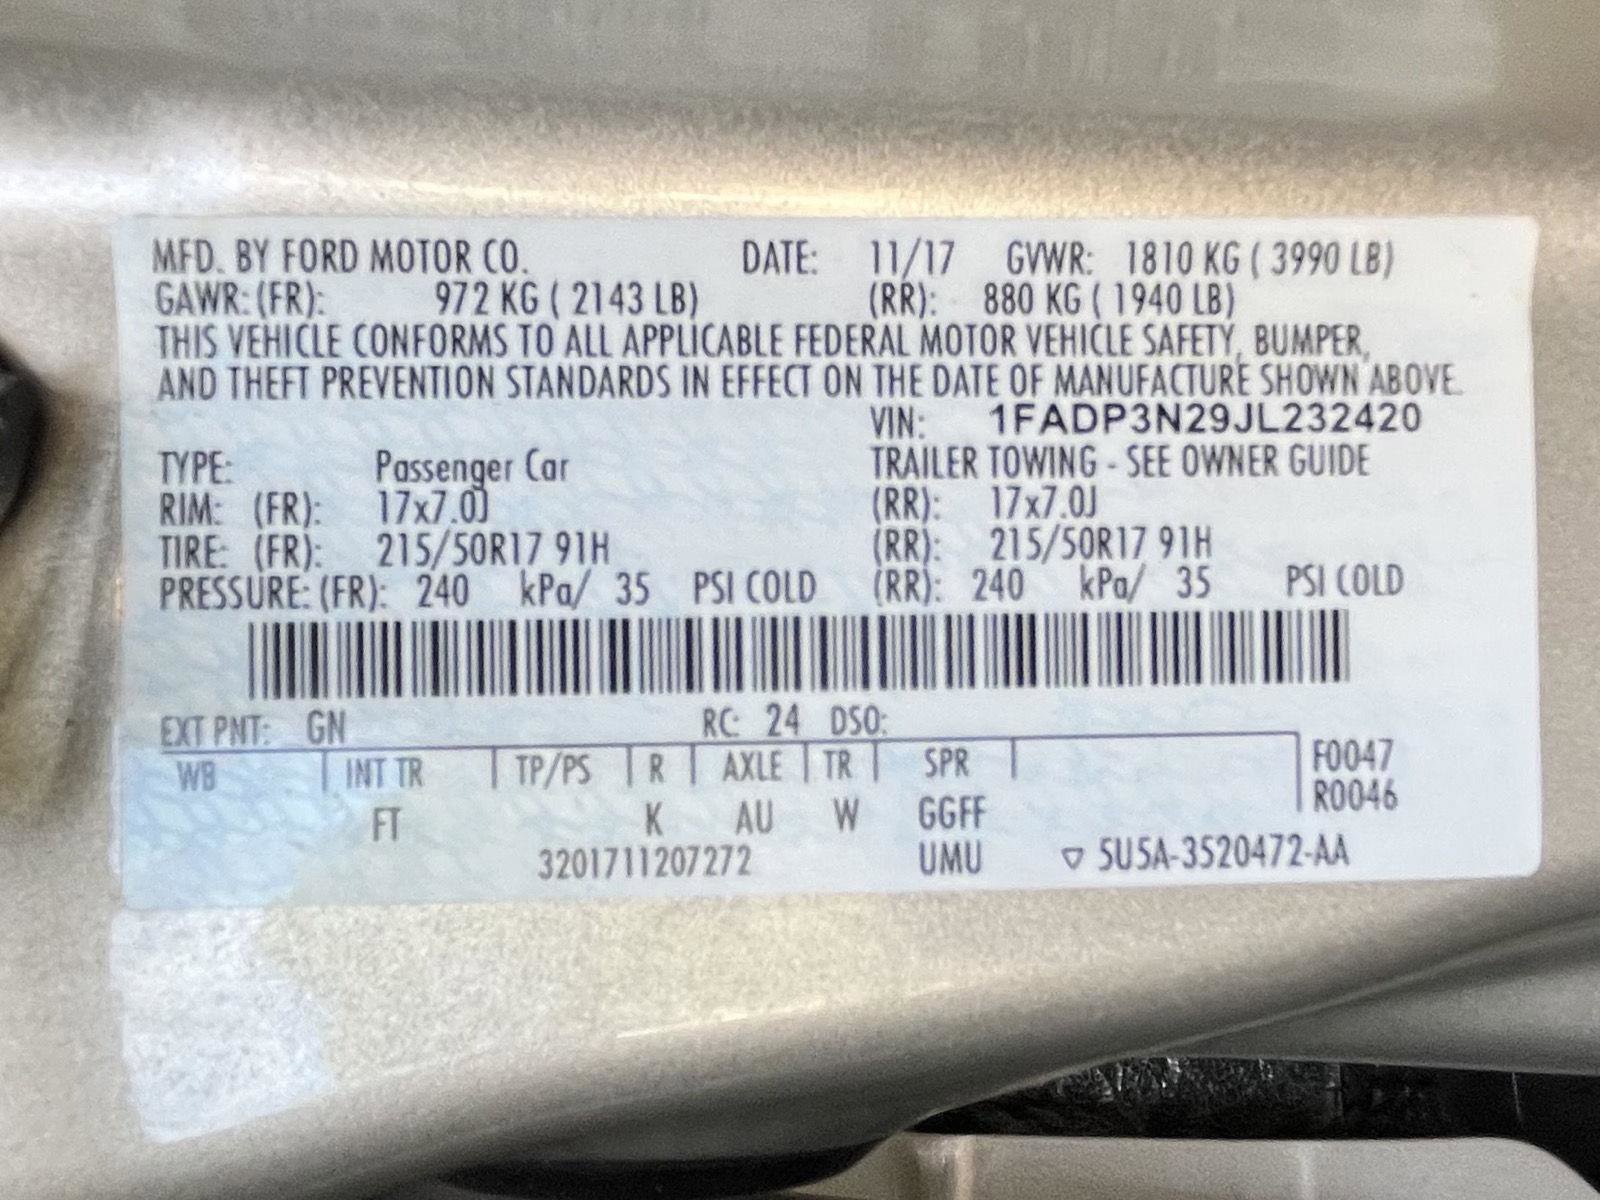 MFD. BY FORD MOTOR CO. DATE: 11/17 GVWR: 1810 KG ( 3990 LB)
GAWR: (FR): 972 KG ( 2143 LB) (RR): 880 KG ( 1940 LB)
THIS VEHICLE CONFORMS TO ALL APPLICABLE FEDERAL MOTOR VEHICLE SAFETY, BUMPER,
AND THEFT PREVENTION STANDARDS IN EFFECT ON THE DATE OF MANUFACTURE SHOWN ABOVE.
VIN: 1FADP3N29JL232420
TYPE: Passenger Car TRAILER TOWING - SEE OWNER GUIDE
RIM: (FR): 17x7.0J (RR): 17x7.0J
TIRE: (FR): 215/50R17 91H (RR): 215/50R17 91H
PRESSURE: (FR): 240 kPa/ 35 PSI COLD (RR): 240 kPa/ 35 PSI COLD
EXT PNT: GN RC: 24 DSO:
WB INT TR TP/PS R AXLE TR SPR F0047
FT K AU W GGFF R0046
3201711207272 UMU ▽ 5U5A-3520472-AA